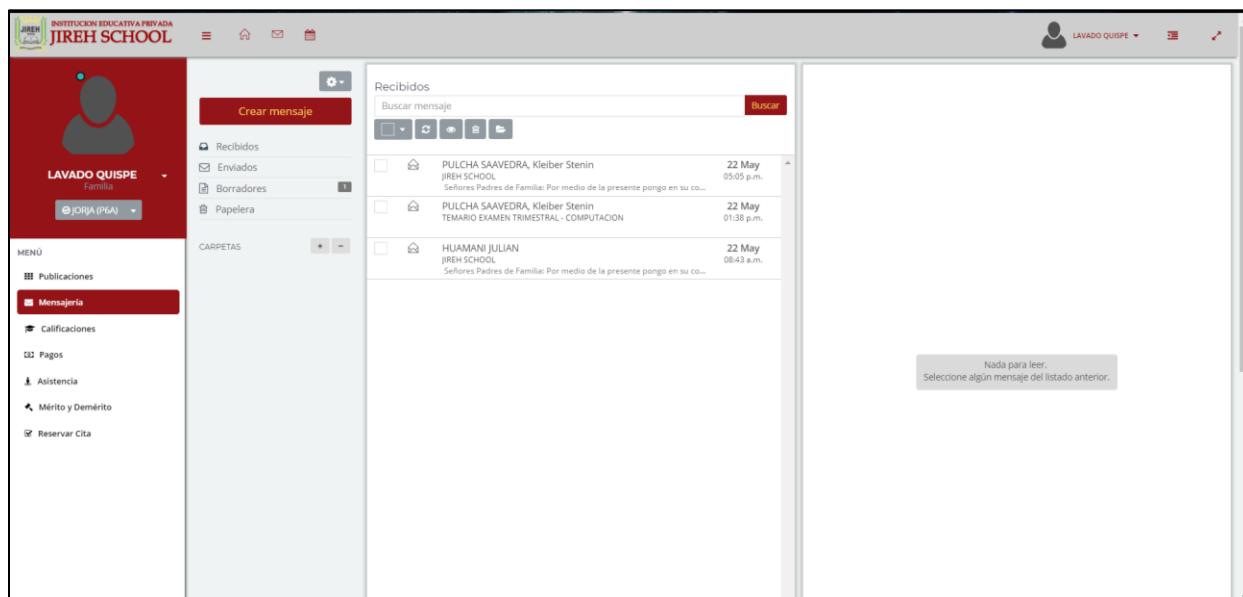 JIREH
INSTITUCION EDUCATIVA PRIVADA
JIREH SCHOOL
LAVADO QUISPE
LAVADO QUISPE
Familia
JORJA (P6A)
MENÚ
Publicaciones
Mensajería
Calificaciones
Pagos
Asistencia
Mérito y Demérito
Reservar Cita
Crear mensaje
Recibidos
Enviados
Borradores 1
Papelera
CARPETAS + −
Recibidos
Buscar mensaje Buscar
PULCHA SAAVEDRA, Kleiber Stenin 22 May
JIREH SCHOOL 05:05 p.m.
Señores Padres de Familia: Por medio de la presente pongo en su co...
PULCHA SAAVEDRA, Kleiber Stenin 22 May
TEMARIO EXAMEN TRIMESTRAL - COMPUTACION 01:38 p.m.
HUAMANI JULIAN 22 May
JIREH SCHOOL 08:43 a.m.
Señores Padres de Familia: Por medio de la presente pongo en su co...
Nada para leer.
Seleccione algún mensaje del listado anterior.